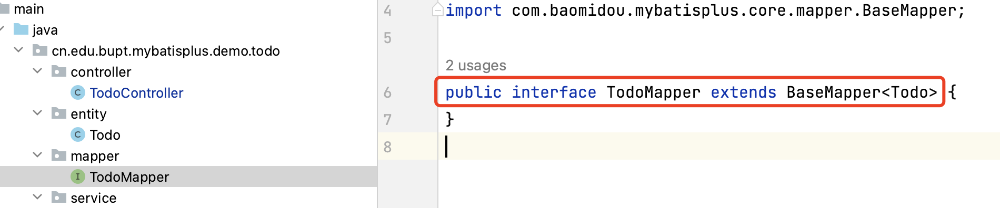 main
java
cn.edu.bupt.mybatisplus.demo.todo
controller
C TodoController
entity
C Todo
mapper
I TodoMapper
service
4 import com.baomidou.mybatisplus.core.mapper.BaseMapper;
5
2 usages
6 public interface TodoMapper extends BaseMapper<Todo> {
7 }
8